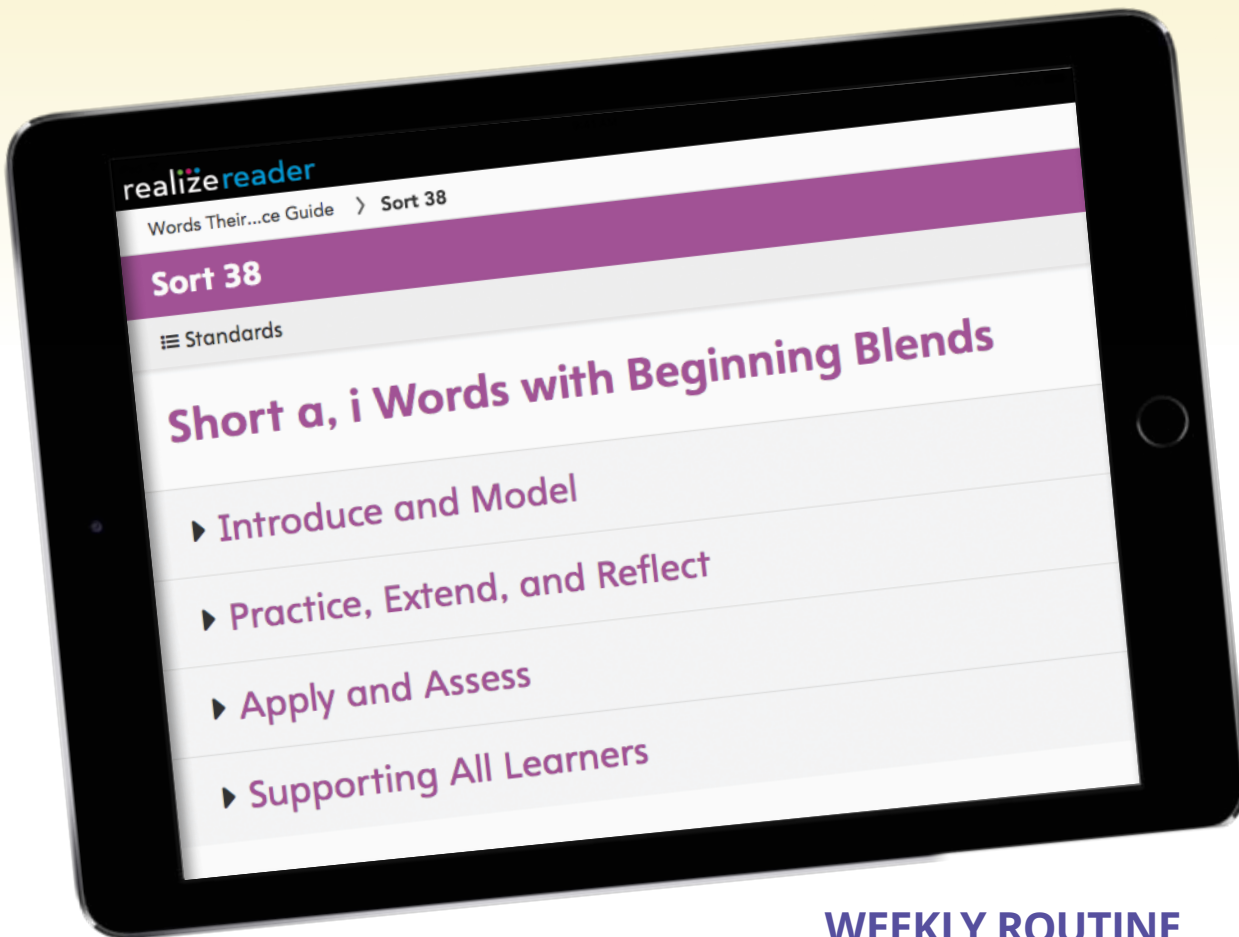 realizereader
Words Their...ce Guide > Sort 38
Sort 38
Standards
Short a, i Words with Beginning Blends
Introduce and Model
Practice, Extend, and Reflect
Apply and Assess
Supporting All Learners
WEEKLY ROUTINE